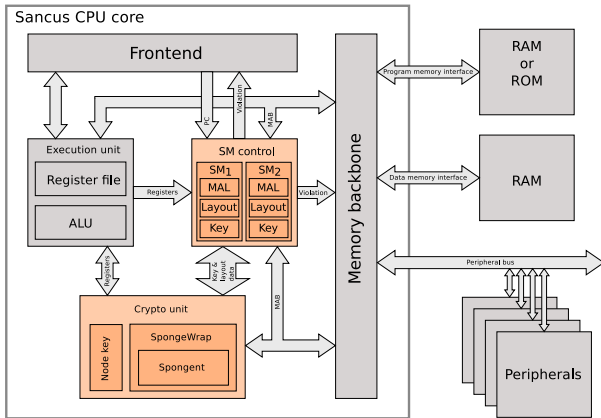 Sancus CPU core
Frontend
RAM
or
ROM
Program memory interface
PC
Violation
MAB
Execution unit
Register file
ALU
Registers
SM control
SM1
MAL
Layout
Key
SM2
MAL
Layout
Key
Violation
Memory backbone
Data memory interface
RAM
Registers
Key &
layout
data
MAB
Peripheral bus
Crypto unit
Node key
SpongeWrap
Spongent
Peripherals